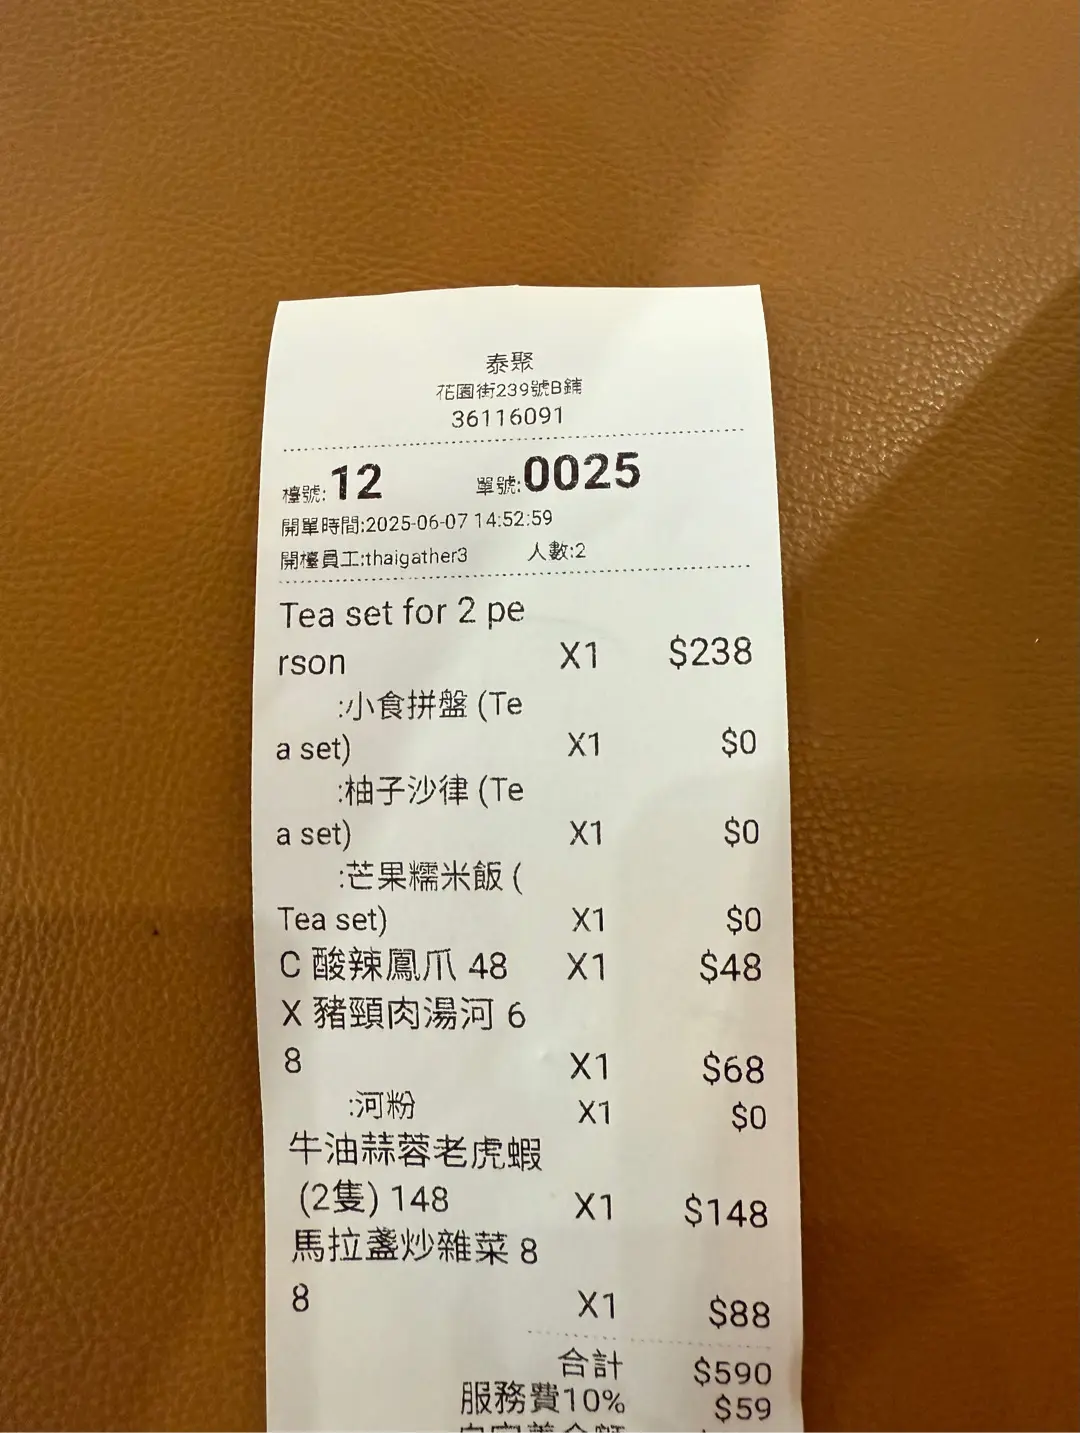 泰聚
花園街239號B鋪
36116091
檯號:12 單號:0025
開單時間:2025-06-07 14:52:59
開檯員工:thaigather3 人數:2
Tea set for 2 pe
rson X1 $238
:小食拼盤 (Te
a set) X1 $0
:柚子沙律 (Te
a set) X1 $0
:芒果糯米飯 (
Tea set) X1 $0
C 酸辣鳳爪 48 X1 $48
X 豬頸肉湯河 6
8 X1 $68
:河粉 X1 $0
牛油蒜蓉老虎蝦
(2隻) 148 X1 $148
馬拉盞炒雜菜 8
8 X1 $88
合計 $590
服務費10% $59